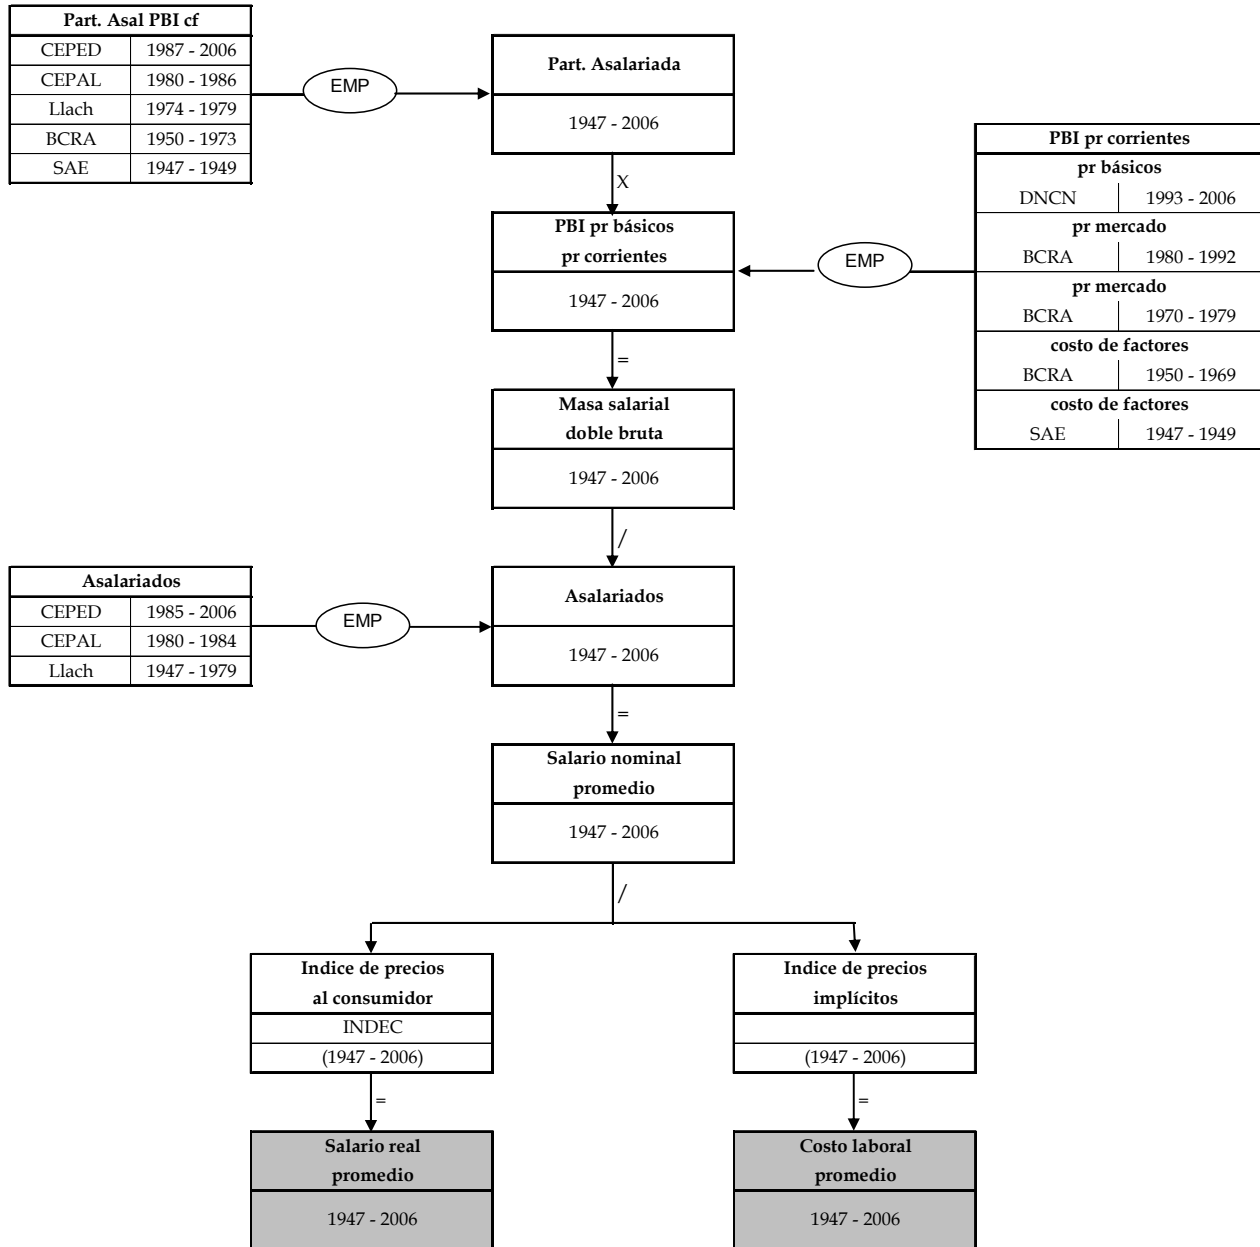 Part. Asal PBI cf
CEPED 1987 - 2006
CEPAL 1980 - 1986
Llach 1974 - 1979
BCRA 1950 - 1973
SAE 1947 - 1949
EMP
Part. Asalariada
1947 - 2006
X
PBI pr básicos
pr corrientes
1947 - 2006
EMP
PBI pr corrientes
pr básicos
DNCN 1993 - 2006
pr mercado
BCRA 1980 - 1992
pr mercado
BCRA 1970 - 1979
costo de factores
BCRA 1950 - 1969
costo de factores
SAE 1947 - 1949
=
Masa salarial
doble bruta
1947 - 2006
/
Asalariados
CEPED 1985 - 2006
CEPAL 1980 - 1984
Llach 1947 - 1979
EMP
Asalariados
1947 - 2006
=
Salario nominal
promedio
1947 - 2006
/
Indice de precios
al consumidor
INDEC
(1947 - 2006)
=
Salario real
promedio
1947 - 2006
Indice de precios
implícitos
(1947 - 2006)
=
Costo laboral
promedio
1947 - 2006